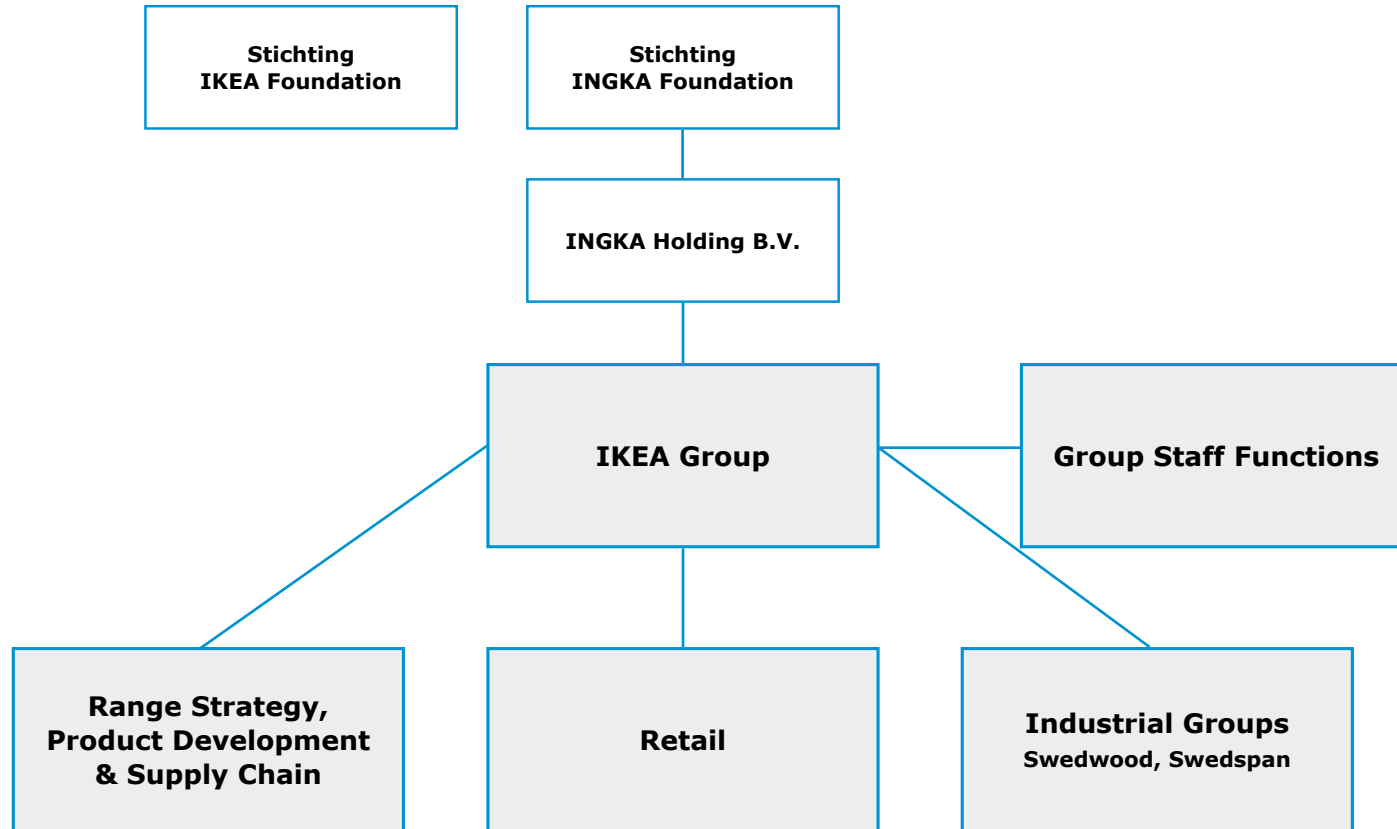 Stichting
IKEA Foundation
Stichting
INGKA Foundation
INGKA Holding B.V.
IKEA Group
Group Staff Functions
Range Strategy,
Product Development
& Supply Chain
Retail
Industrial Groups
Swedwood, Swedspan